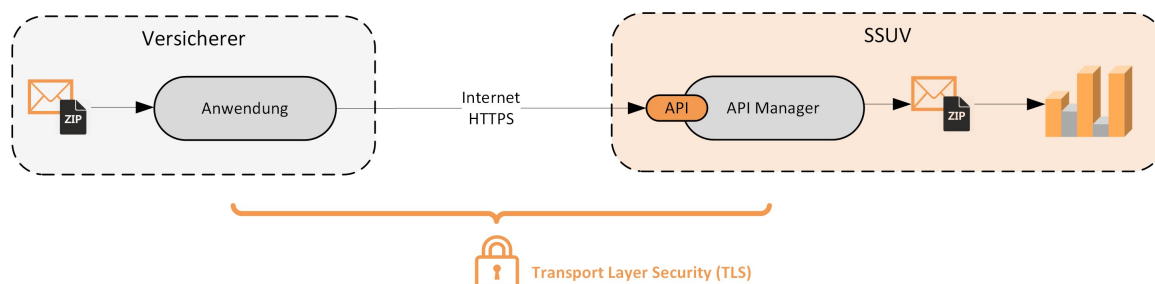 Versicherer
SSUV
ZIP
Anwendung
Internet
HTTPS
API
API Manager
ZIP
Transport Layer Security (TLS)